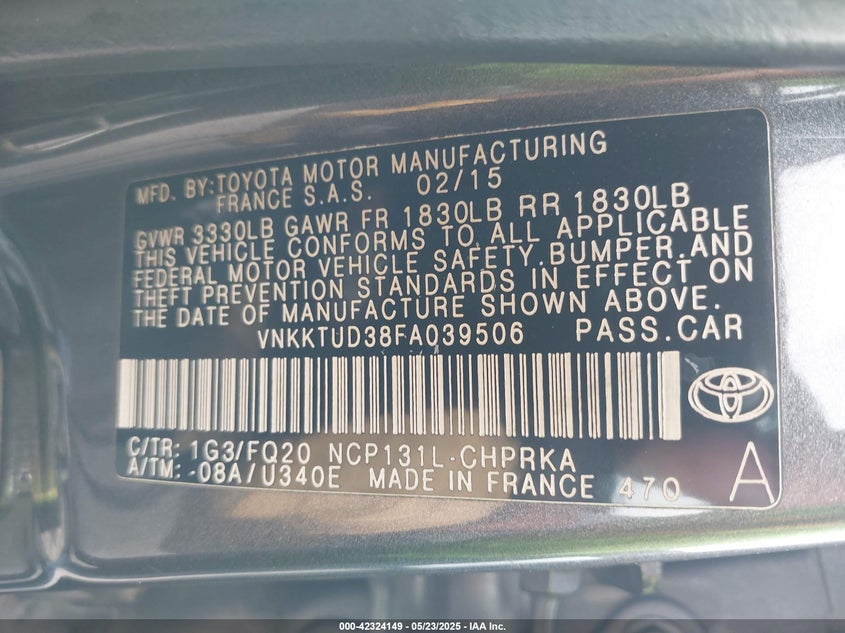 MFD. BY:TOYOTA MOTOR MANUFACTURING
FRANCE S.A.S. 02/15
GVWR 3330LB GAWR FR 1830LB RR 1830LB
THIS VEHICLE CONFORMS TO ALL APPLICABLE
FEDERAL MOTOR VEHICLE SAFETY,BUMPER,AND
THEFT PREVENTION STANDARDS IN EFFECT ON
THE DATE OF MANUFACTURE SHOWN ABOVE.
VNKKTUD38FA039506 PASS.CAR
C/TR: 1G3/FQ20 NCP131L-CHPRKA
A/TM: -08A/U340E MADE IN FRANCE 470 A
000-42324149 - 05/23/2025 - IAA Inc.